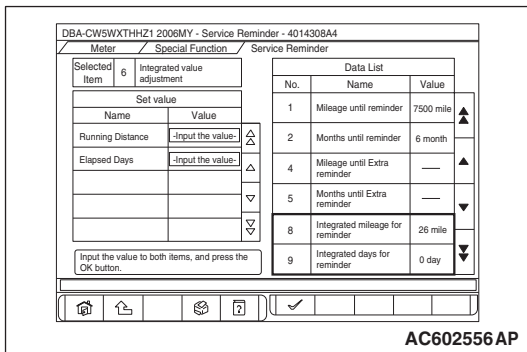 DBA-CW5WXTHHZ1 2006MY - Service Reminder - 4014308A4
Meter / Special Function / Service Reminder
Selected Item 6 Integrated value adjustment
Set value
Name Value
Running Distance -Input the value-
Elapsed Days -Input the value-
Input the value to both items, and press the
OK button.
Data List
No. Name Value
1 Mileage until reminder 7500 mile
2 Months until reminder 6 month
4 Mileage until Extra reminder —
5 Months until Extra reminder —
8 Integrated mileage for reminder 26 mile
9 Integrated days for reminder 0 day
AC602556AP